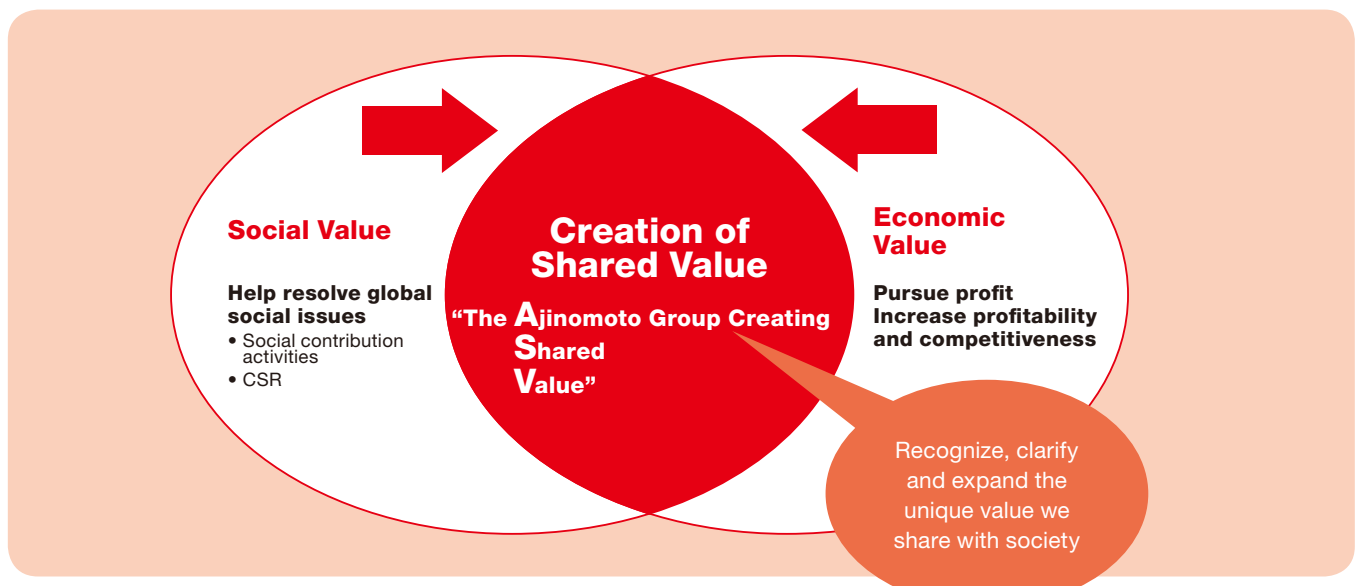 Social Value
Help resolve global
social issues
• Social contribution
activities
• CSR
Creation of
Shared Value
“The Ajinomoto Group Creating
Shared
Value”
Economic
Value
Pursue profit
Increase profitability
and competitiveness
Recognize, clarify
and expand the
unique value we
share with society